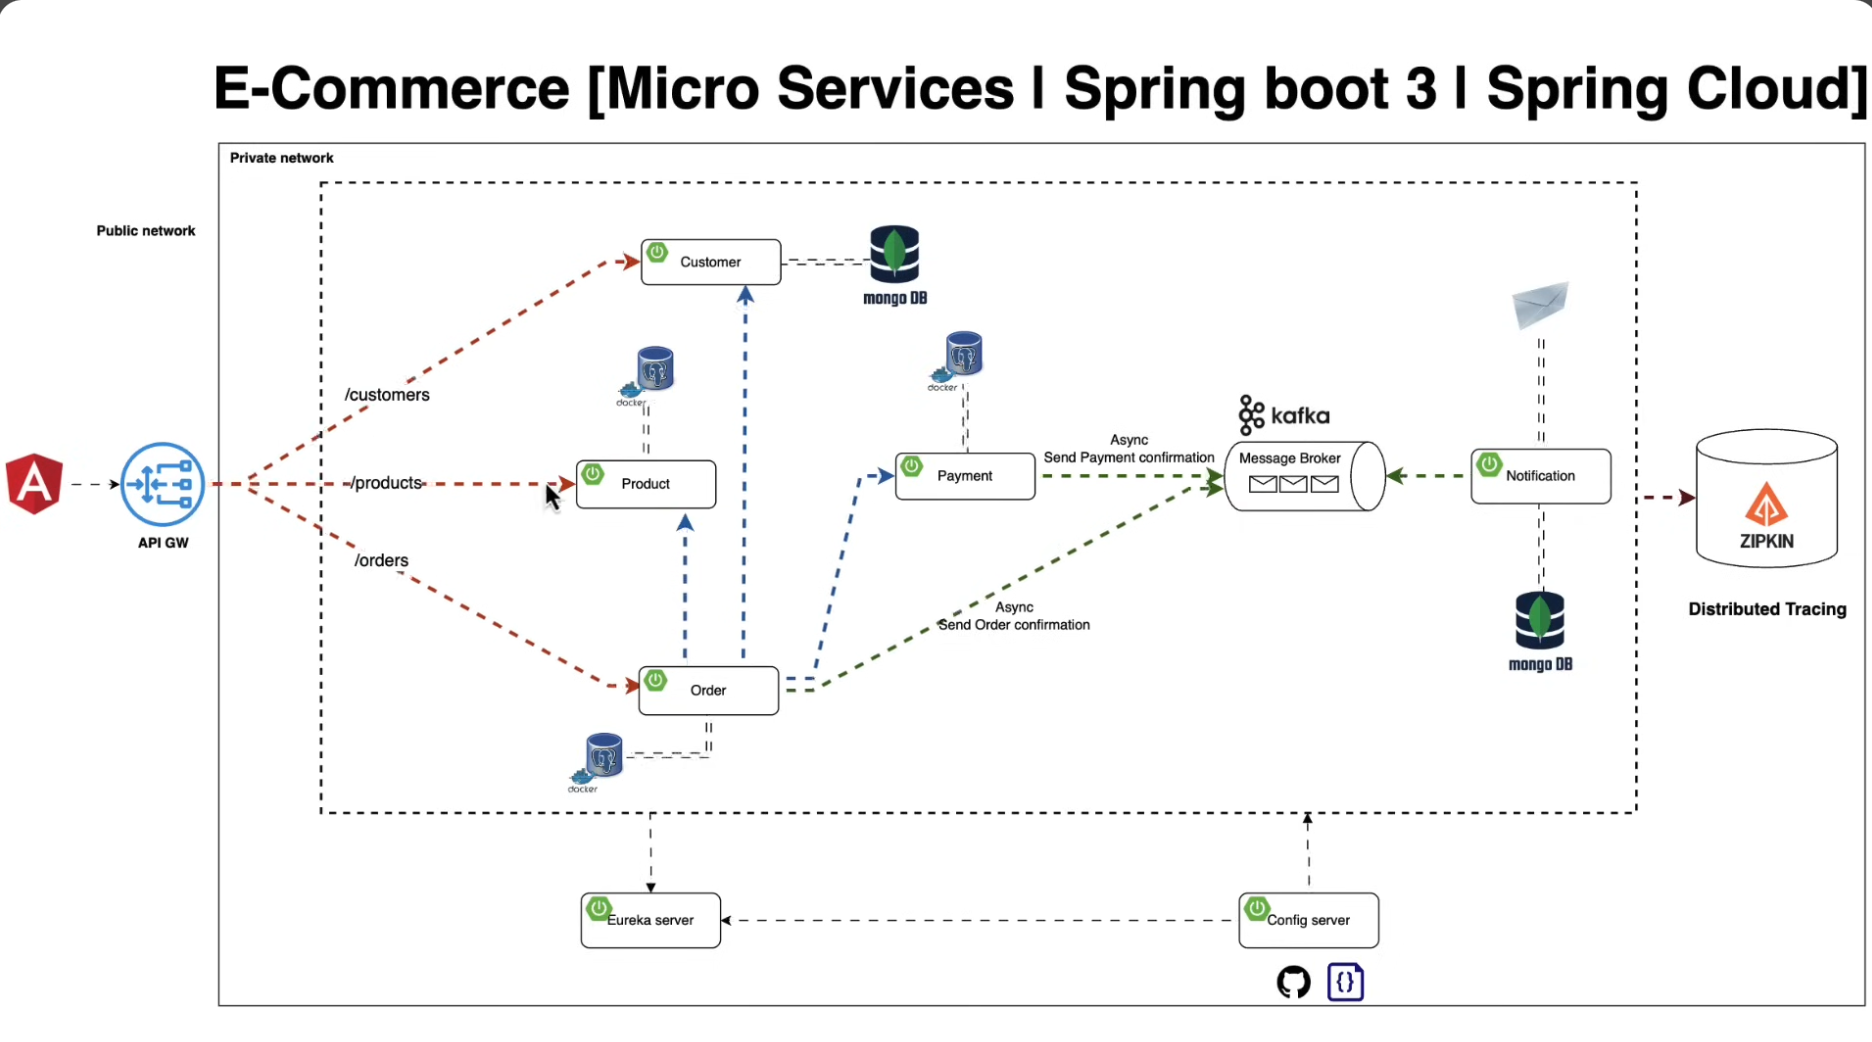 E-Commerce [Micro Services | Spring boot 3 | Spring Cloud]
Private network
Public network
Customer
mongo DB
docker
docker
/customers
kafka
Async
Send Payment confirmation
Message Broker
/products
Product
Payment
Notification
API GW
ZIPKIN
/orders
Async
Send Order confirmation
Distributed Tracing
mongo DB
Order
docker
Eureka server
Config server
{}